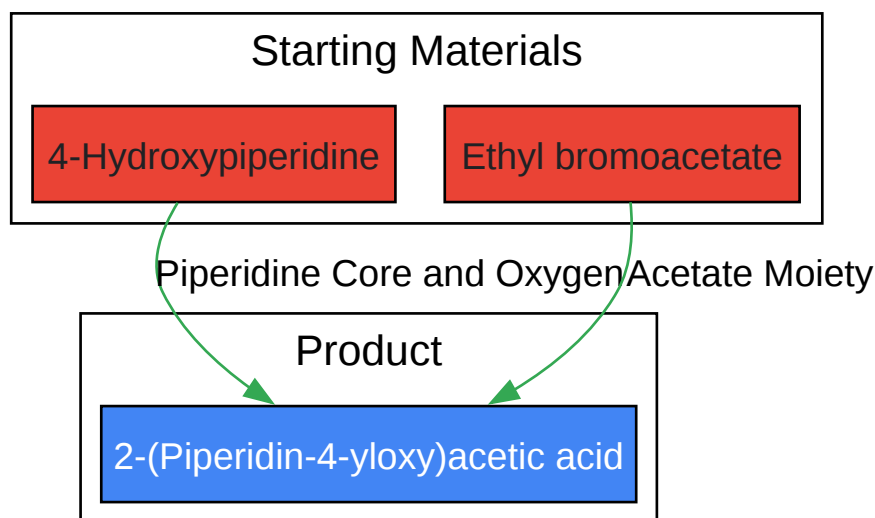 Starting Materials
4-Hydroxypiperidine
Ethyl bromoacetate
Piperidine Core and Oxygen
Acetate Moiety
Product
2-(Piperidin-4-yloxy)acetic acid